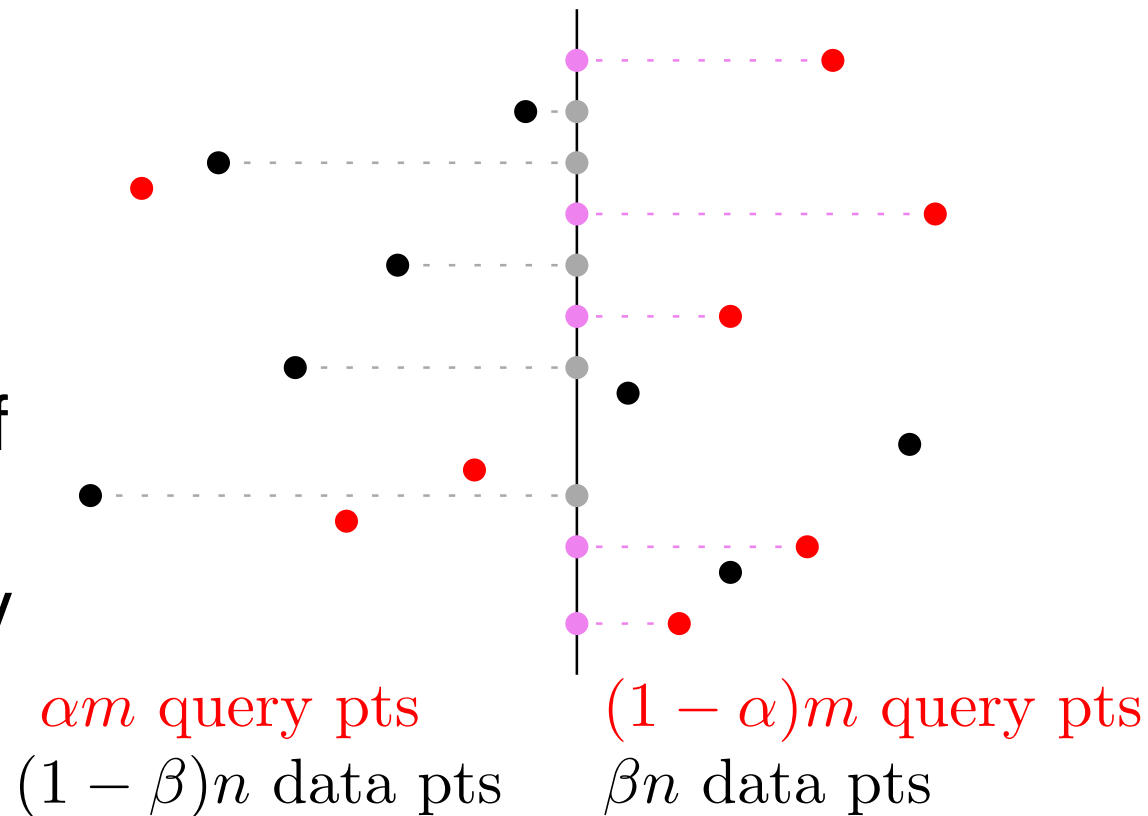 f
y
αm query pts (1 − α)m query pts
(1 − β)n data pts βn data pts